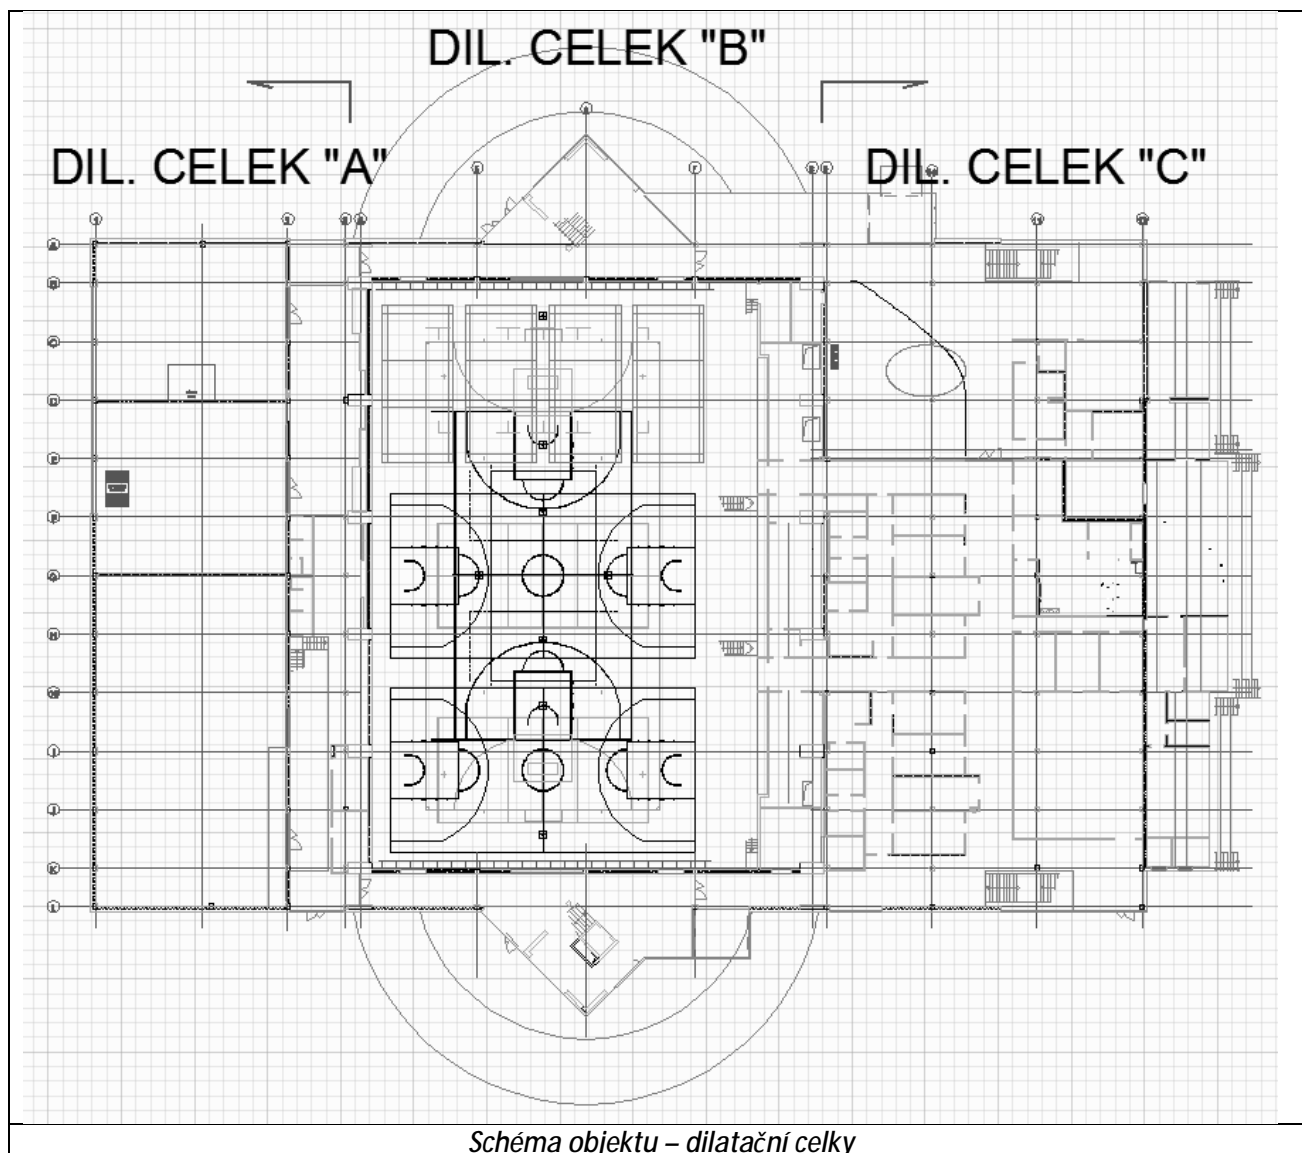 DIL. CELEK "B"
DIL. CELEK "A"
DIL. CELEK "C"
Schéma objektu – dilatační celky